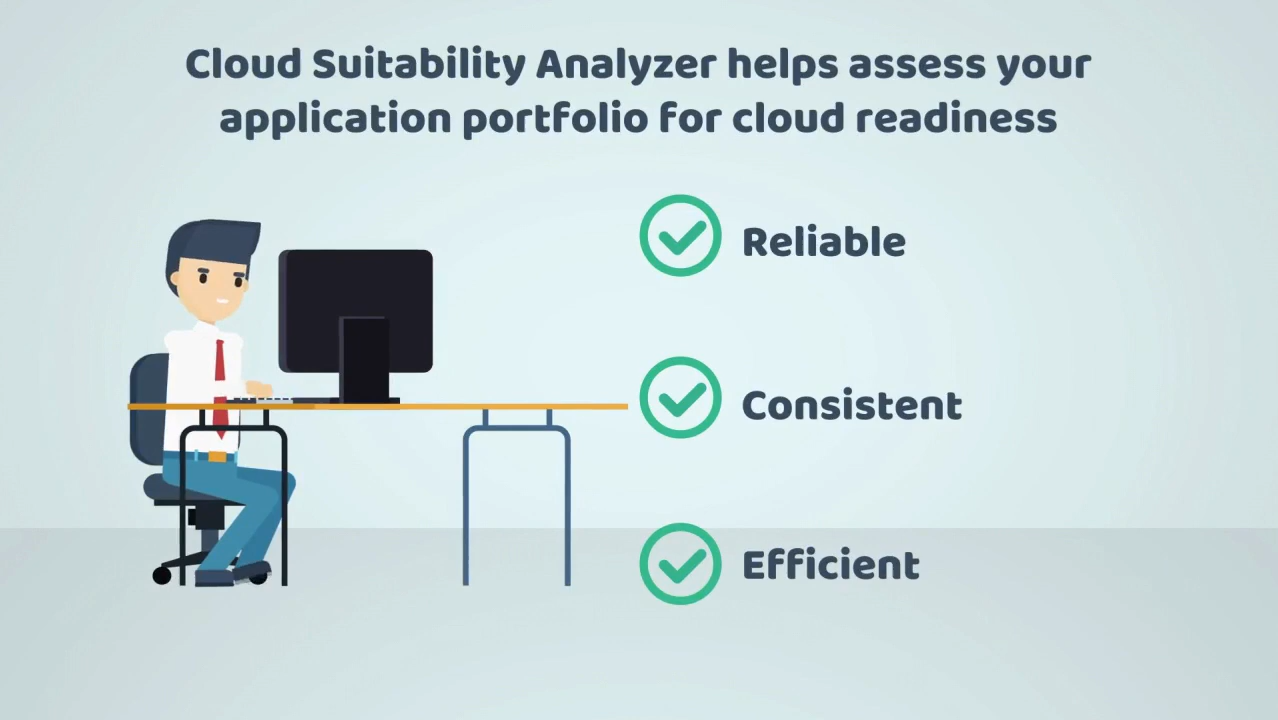 Cloud Suitability Analyzer helps assess your
application portfolio for cloud readiness
Reliable
Consistent
Efficient